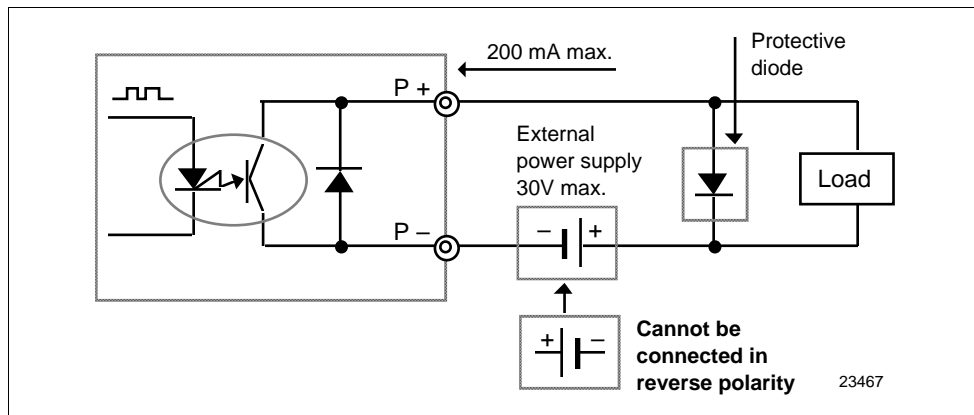 200 mA max.
Protective
diode
P +
External
power supply
30V max.
Load
P –
– +
+ –
Cannot be
connected in
reverse polarity
23467